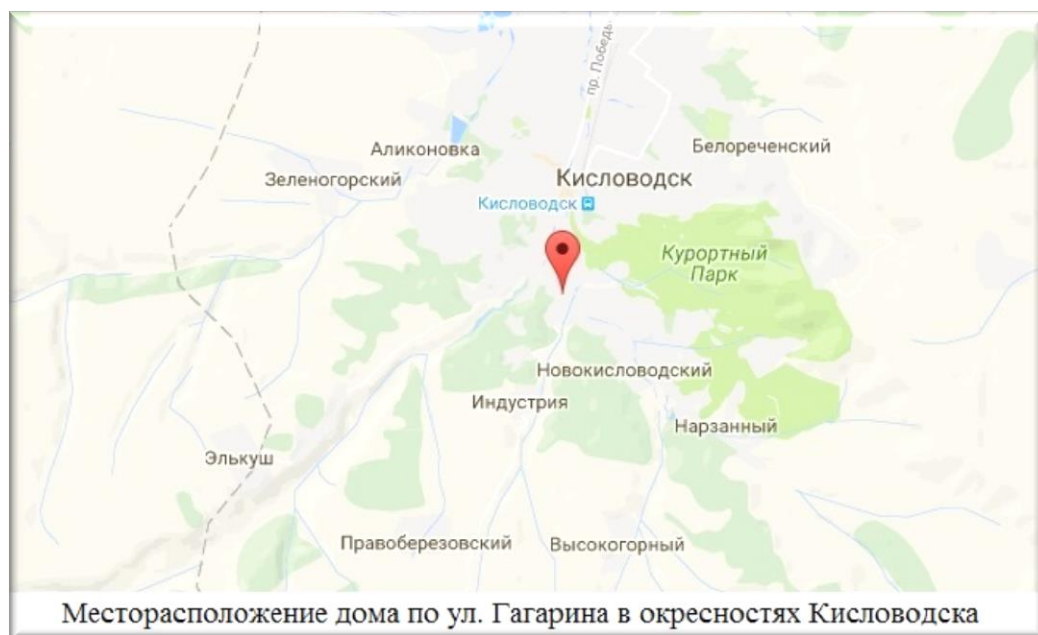 пр. Победы
Аликоновка
Белореченский
Зеленогорский
Кисловодск
Кисловодск
Курортный
Парк
Новокисловодский
Индустрия
Нарзанный
Элькуш
Правоберезовский
Высокогорный
Месторасположение дома по ул. Гагарина в окресностях Кисловодска